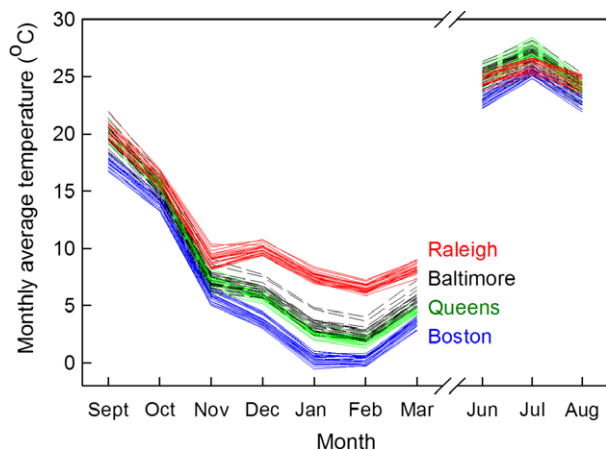 Monthly average temperature (°C)
30
25
20
15
10
5
0
Raleigh
Baltimore
Queens
Boston
Sept Oct Nov Dec Jan Feb Mar Jun Jul Aug
Month